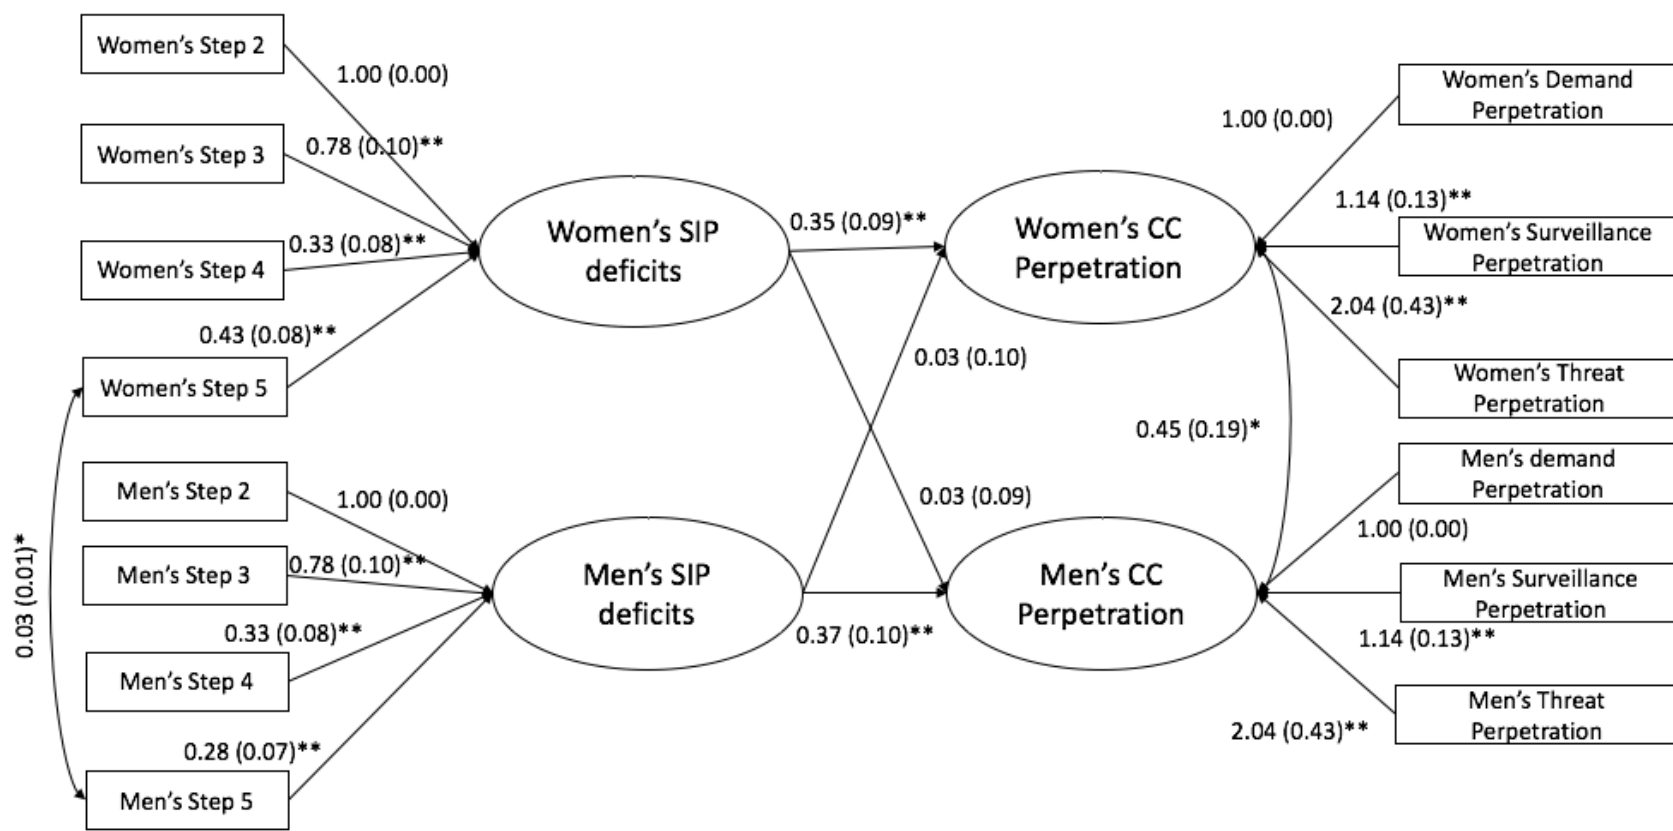 Women's Step 2
1.00 (0.00)
Women's Step 3
0.78 (0.10)**
Women's Step 4
0.33 (0.08)**
0.43 (0.08)**
Women's Step 5
Women's SIP
deficits
0.35 (0.09)**
Women's CC
Perpetration
1.00 (0.00)
Women's Demand
Perpetration
1.14 (0.13)**
Women's Surveillance
Perpetration
2.04 (0.43)**
Women's Threat
Perpetration
0.03 (0.10)
0.45 (0.19)*
0.03 (0.09)
0.03 (0.01)*
Men's Step 2
1.00 (0.00)
Men's Step 3
0.78 (0.10)**
0.33 (0.08)**
Men's Step 4
0.28 (0.07)**
Men's Step 5
Men's SIP
deficits
0.37 (0.10)**
Men's CC
Perpetration
Men's demand
Perpetration
1.00 (0.00)
Men's Surveillance
Perpetration
1.14 (0.13)**
Men's Threat
Perpetration
2.04 (0.43)**